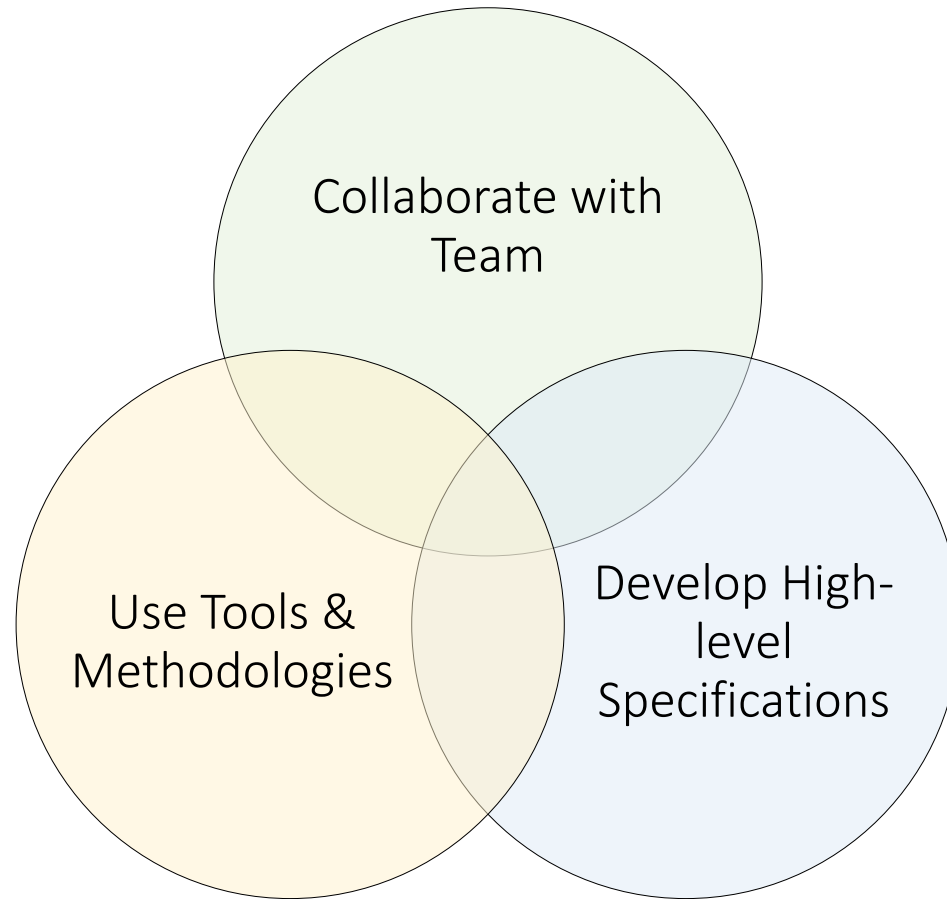 Collaborate with
Team
Use Tools &
Methodologies
Develop High-
level
Specifications